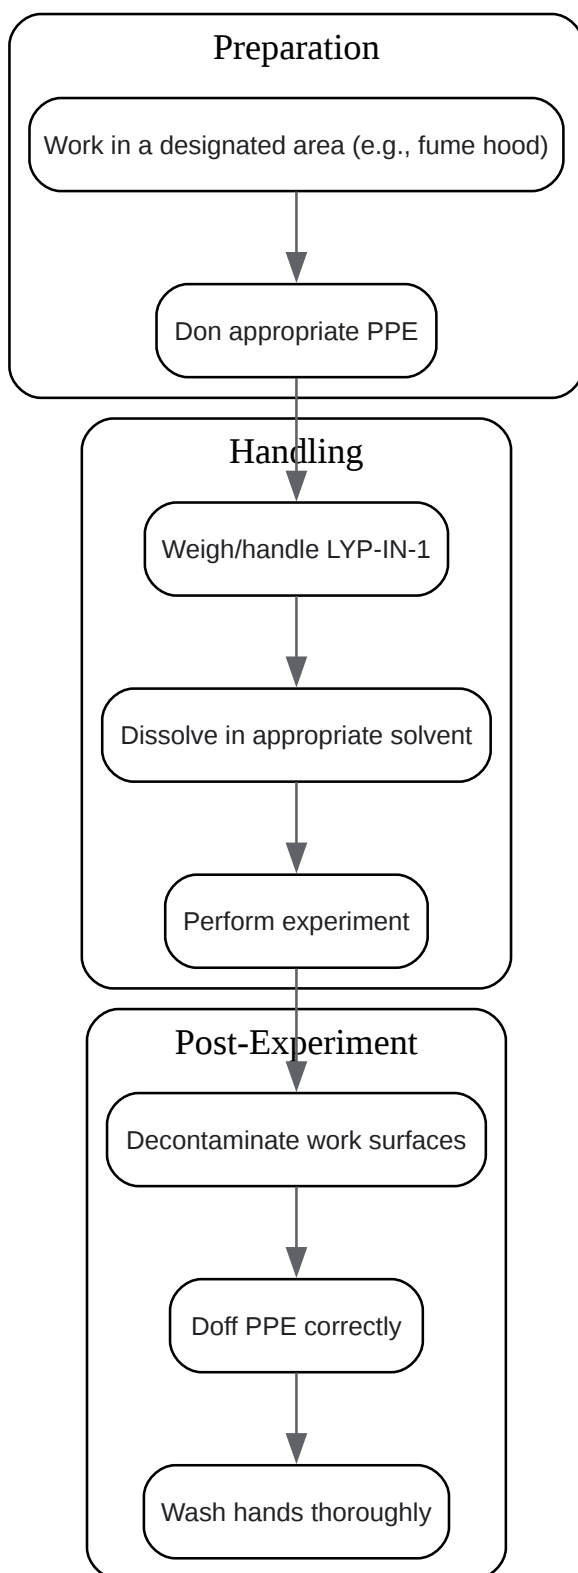 Preparation
Work in a designated area (e.g., fume hood)
Don appropriate PPE
Handling
Weigh/handle LYP-IN-1
Dissolve in appropriate solvent
Perform experiment
Post-Experiment
Decontaminate work surfaces
Doff PPE correctly
Wash hands thoroughly